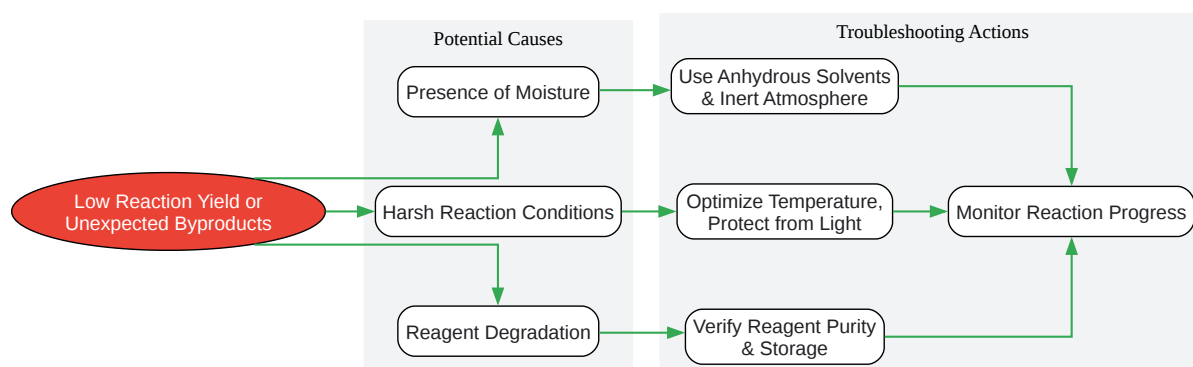 Potential Causes
Troubleshooting Actions
Presence of Moisture
Use Anhydrous Solvents
& Inert Atmosphere
Low Reaction Yield or
Unexpected Byproducts
Harsh Reaction Conditions
Optimize Temperature,
Protect from Light
Monitor Reaction Progress
Reagent Degradation
Verify Reagent Purity
& Storage